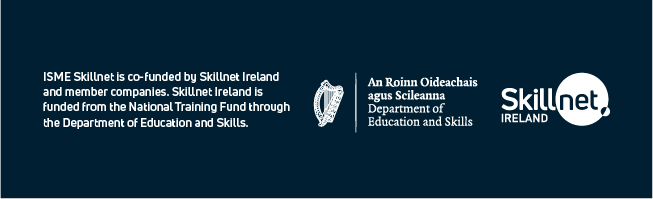 ISME Skillnet is co-funded by Skillnet Ireland
and member companies. Skillnet Ireland is
funded from the National Training Fund through
the Department of Education and Skills.
An Roinn Oideachais
agus Scileanna
Department of
Education and Skills
Skillnet
IRELAND